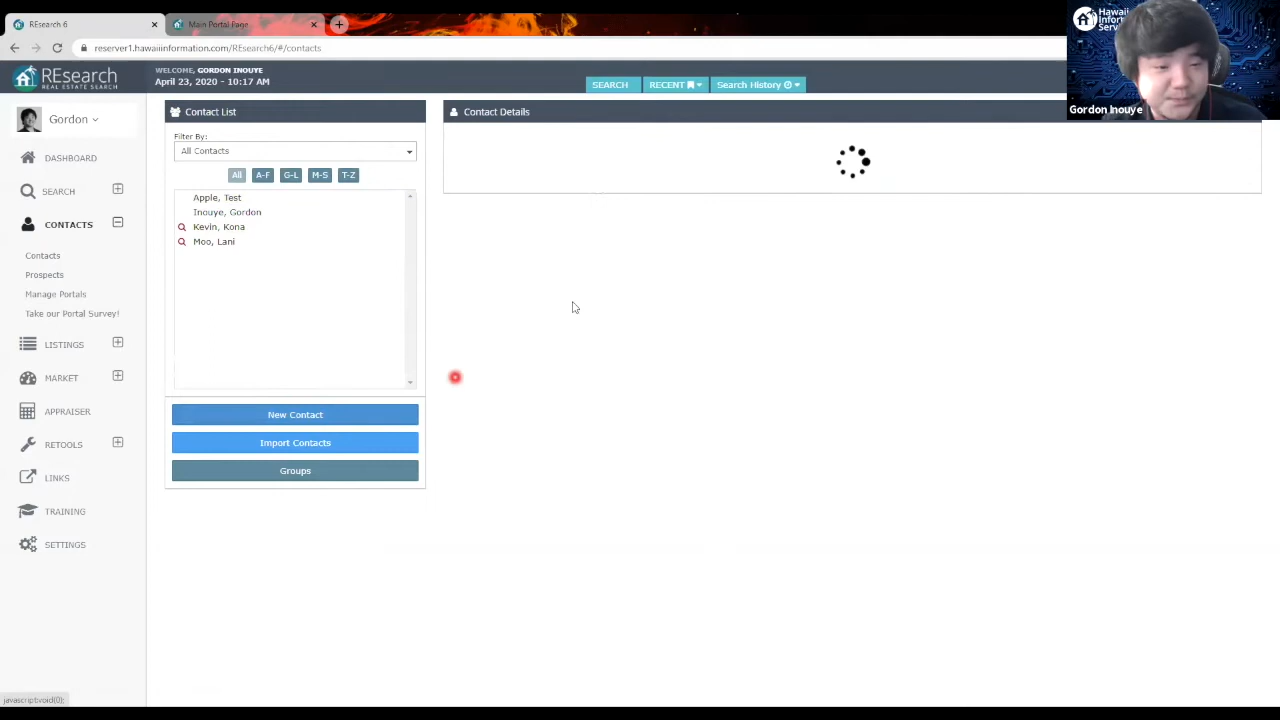 REsearch 6
Main Portal Page
reserver1.hawaiiinformation.com/REsearch6/#/contacts
REsearch
REAL ESTATE SEARCH
WELCOME, GORDON INOUYE
April 23, 2020 - 10:17 AM
SEARCH
RECENT
Search History
Hawaii
Infor
Servi
Gordon Inouye
Gordon
DASHBOARD
SEARCH
CONTACTS
Contacts
Prospects
Manage Portals
Take our Portal Survey!
LISTINGS
MARKET
APPRAISER
RETOOLS
LINKS
TRAINING
SETTINGS
Contact List
Filter By:
All Contacts
All A-F G-L M-S T-Z
Apple, Test
Inouye, Gordon
Kevin, Kona
Moo, Lani
New Contact
Import Contacts
Groups
Contact Details
javascript:void(0);